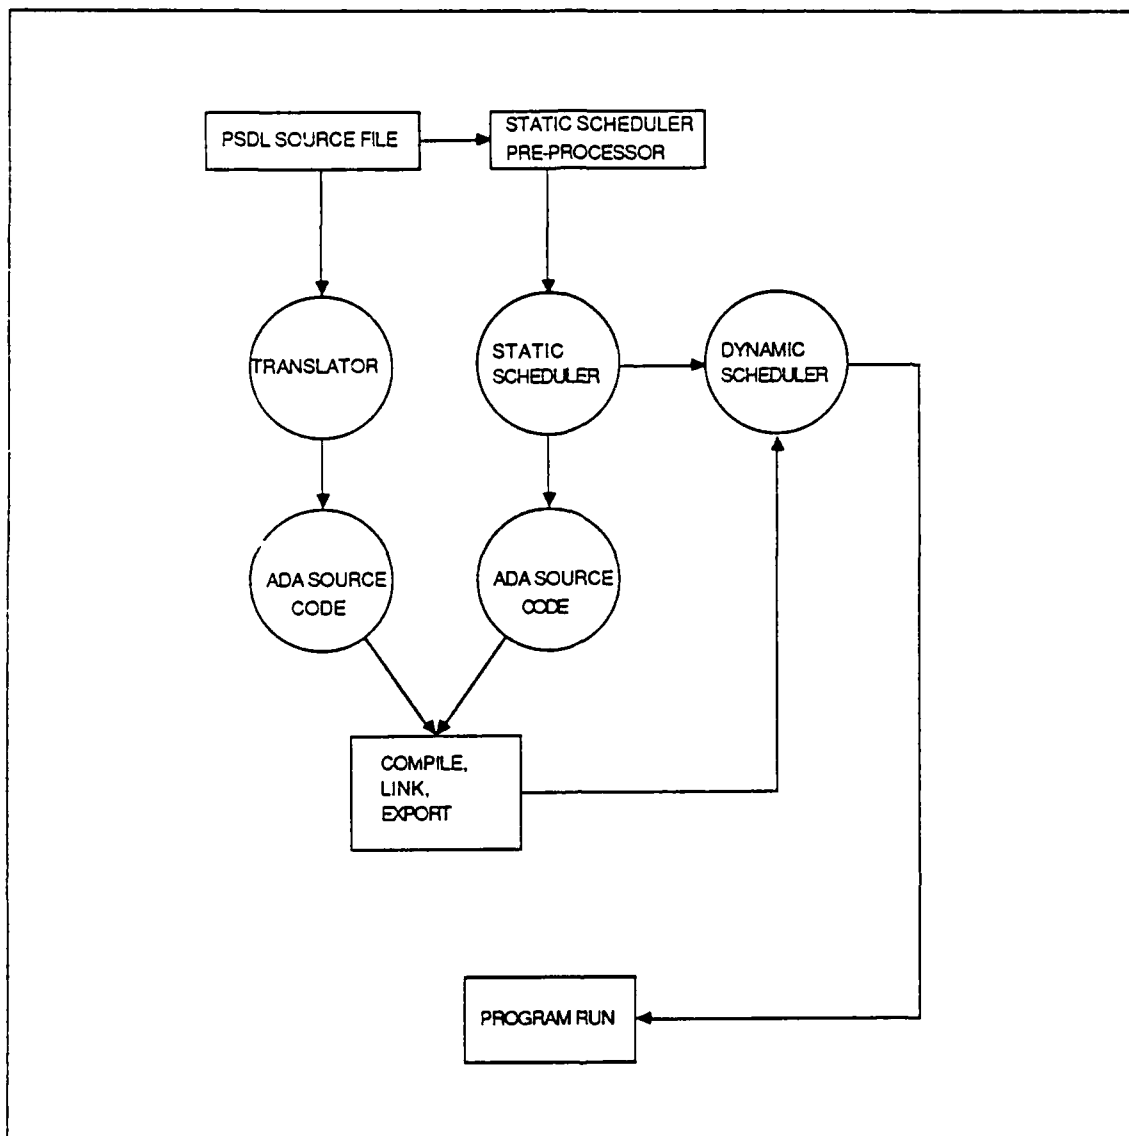 PSDL SOURCE FILE
STATIC SCHEDULER
PRE-PROCESSOR
TRANSLATOR
STATIC
SCHEDULER
DYNAMIC
SCHEDULER
ADA SOURCE
CODE
ADA SOURCE
CODE
COMPILE,
LINK,
EXPORT
PROGRAM RUN